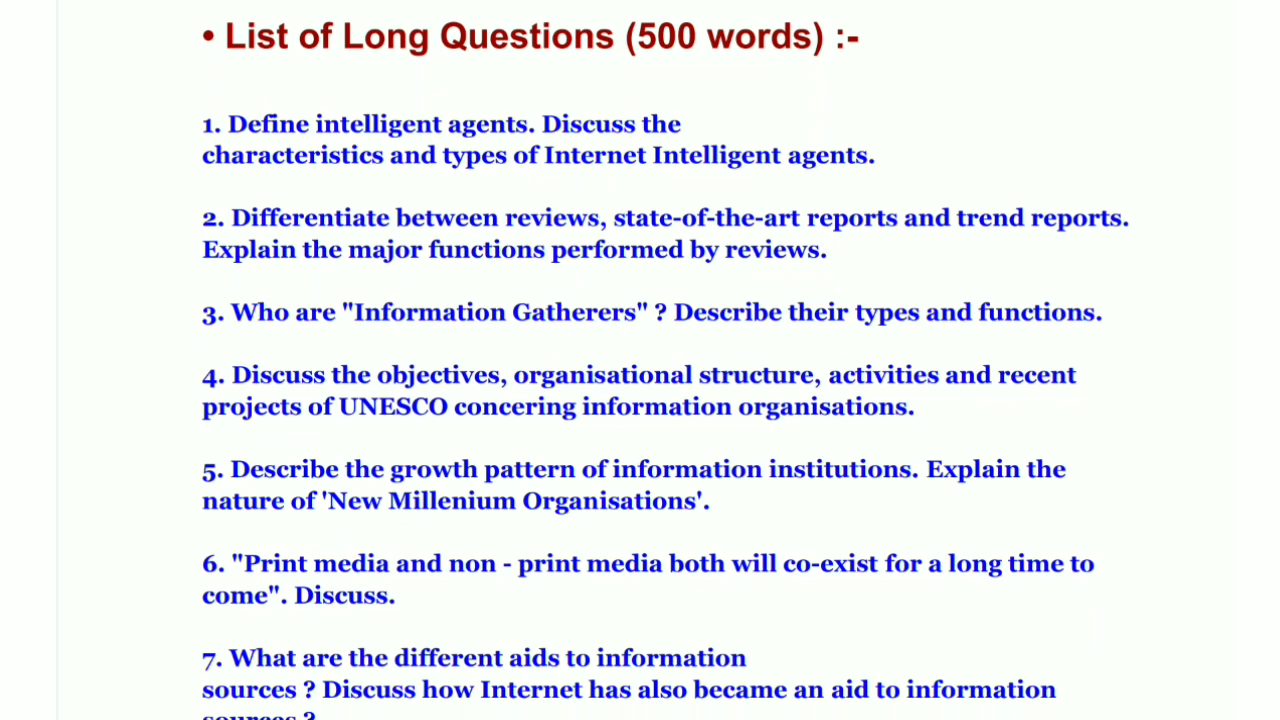 • List of Long Questions (500 words) :-
1. Define intelligent agents. Discuss the
characteristics and types of Internet Intelligent agents.
2. Differentiate between reviews, state-of-the-art reports and trend reports.
Explain the major functions performed by reviews.
3. Who are "Information Gatherers" ? Describe their types and functions.
4. Discuss the objectives, organisational structure, activities and recent
projects of UNESCO concering information organisations.
5. Describe the growth pattern of information institutions. Explain the
nature of 'New Millenium Organisations'.
6. "Print media and non - print media both will co-exist for a long time to
come". Discuss.
7. What are the different aids to information
sources ? Discuss how Internet has also became an aid to information
sources ?